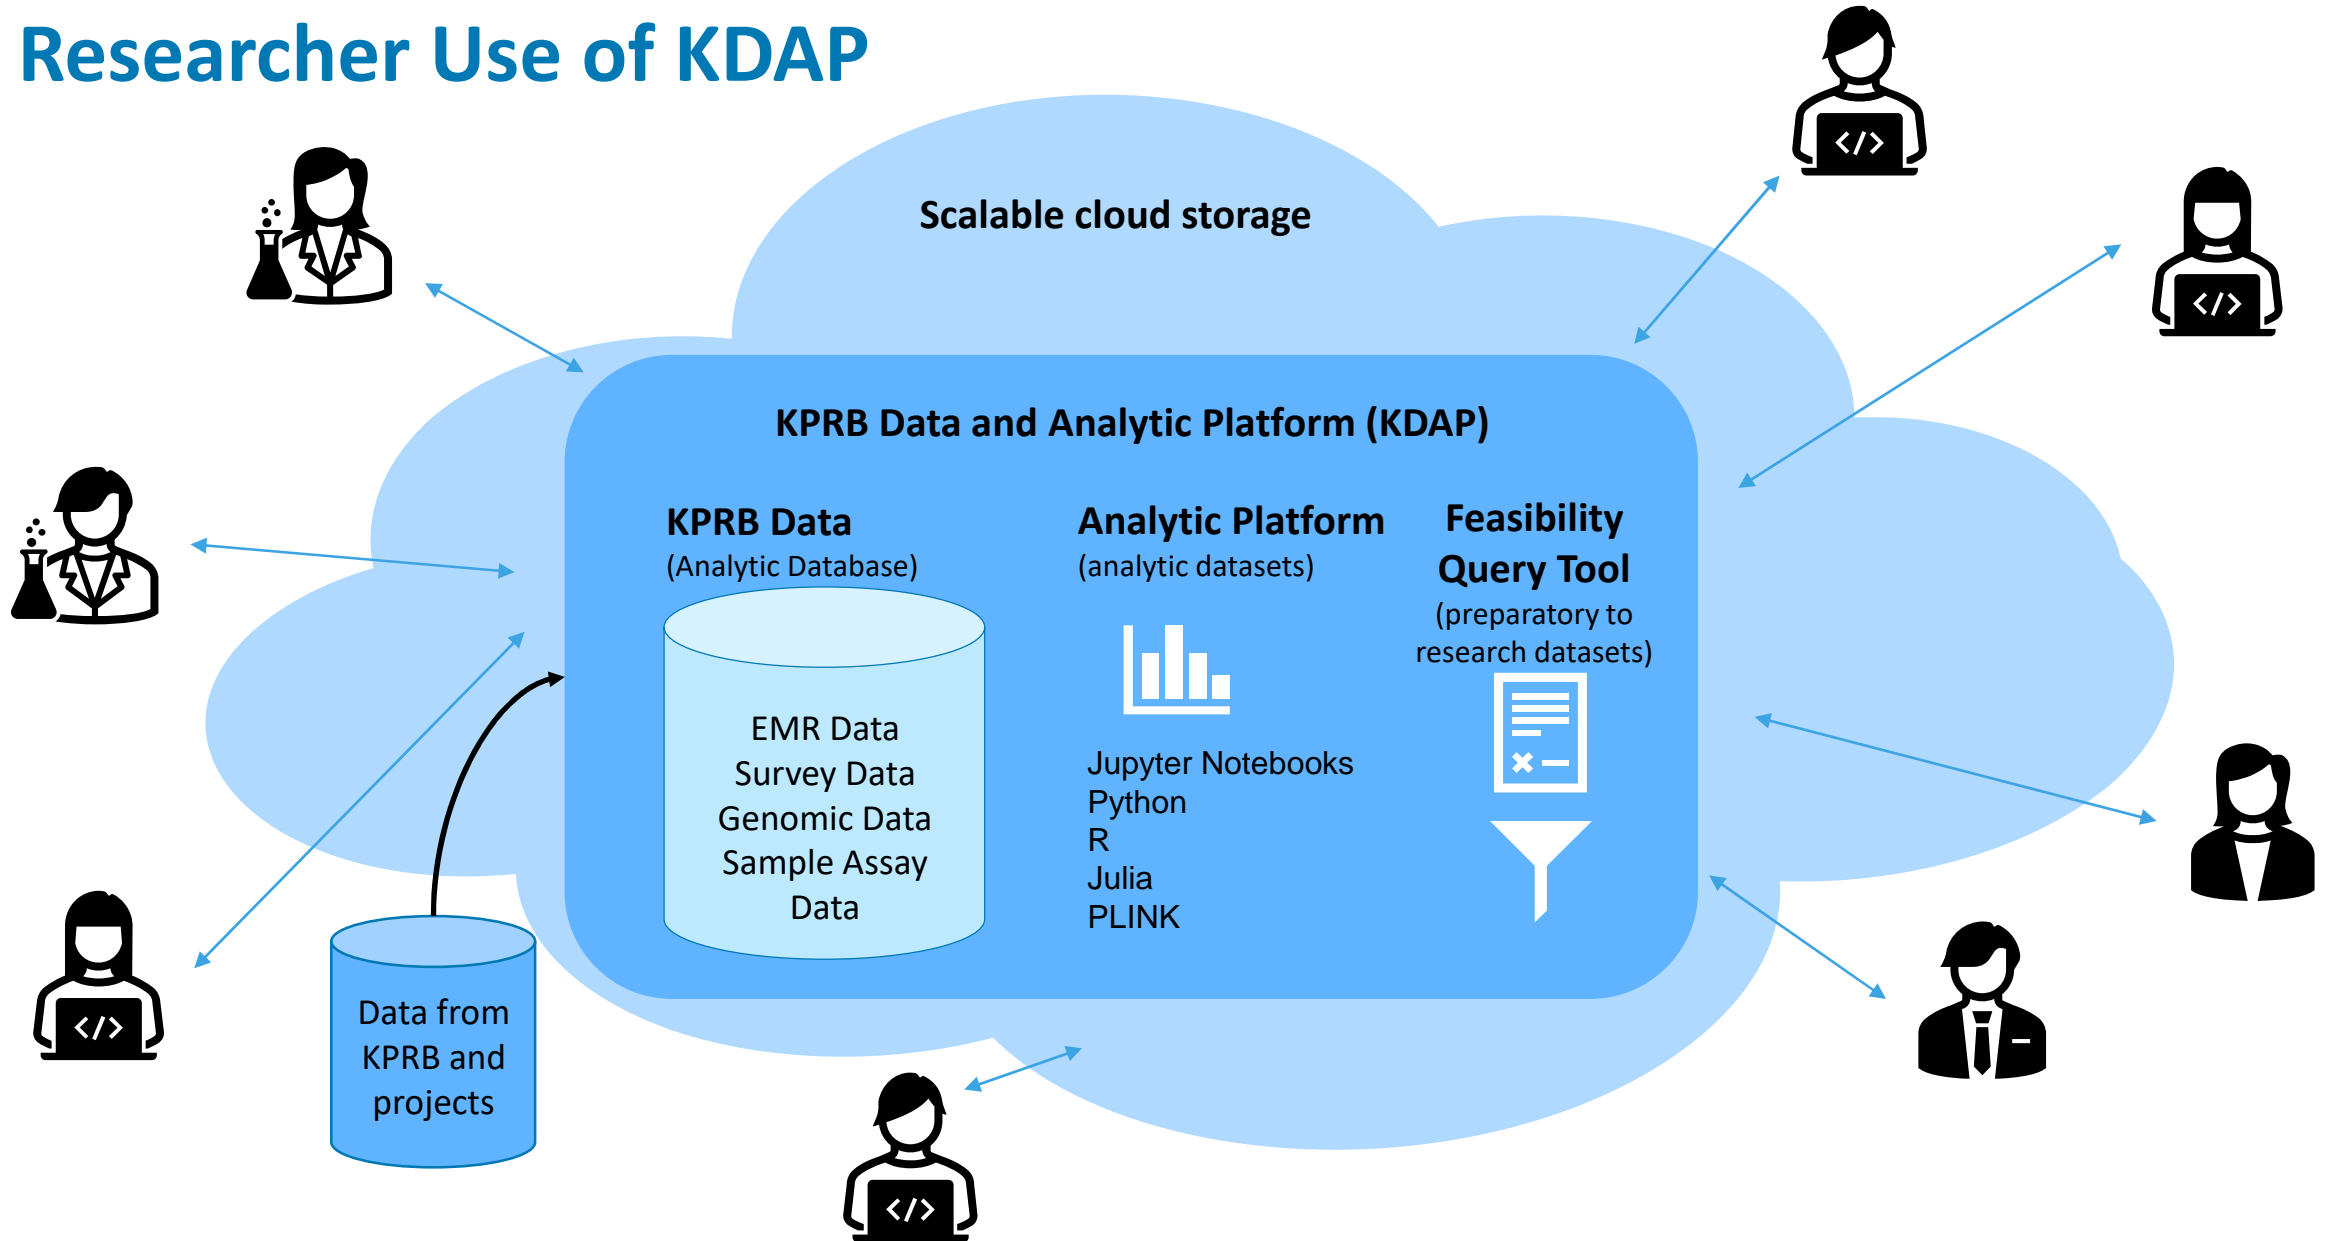 Researcher Use of KDAP
Scalable cloud storage
KPRB Data and Analytic Platform (KDAP)
KPRB Data
(Analytic Database)
EMR Data
Survey Data
Genomic Data
Sample Assay
Data
Analytic Platform
(analytic datasets)
Jupyter Notebooks
Python
R
Julia
PLINK
Feasibility
Query Tool
(preparatory to
research datasets)
Data from
KPRB and
projects
</>
</>
</>
</>